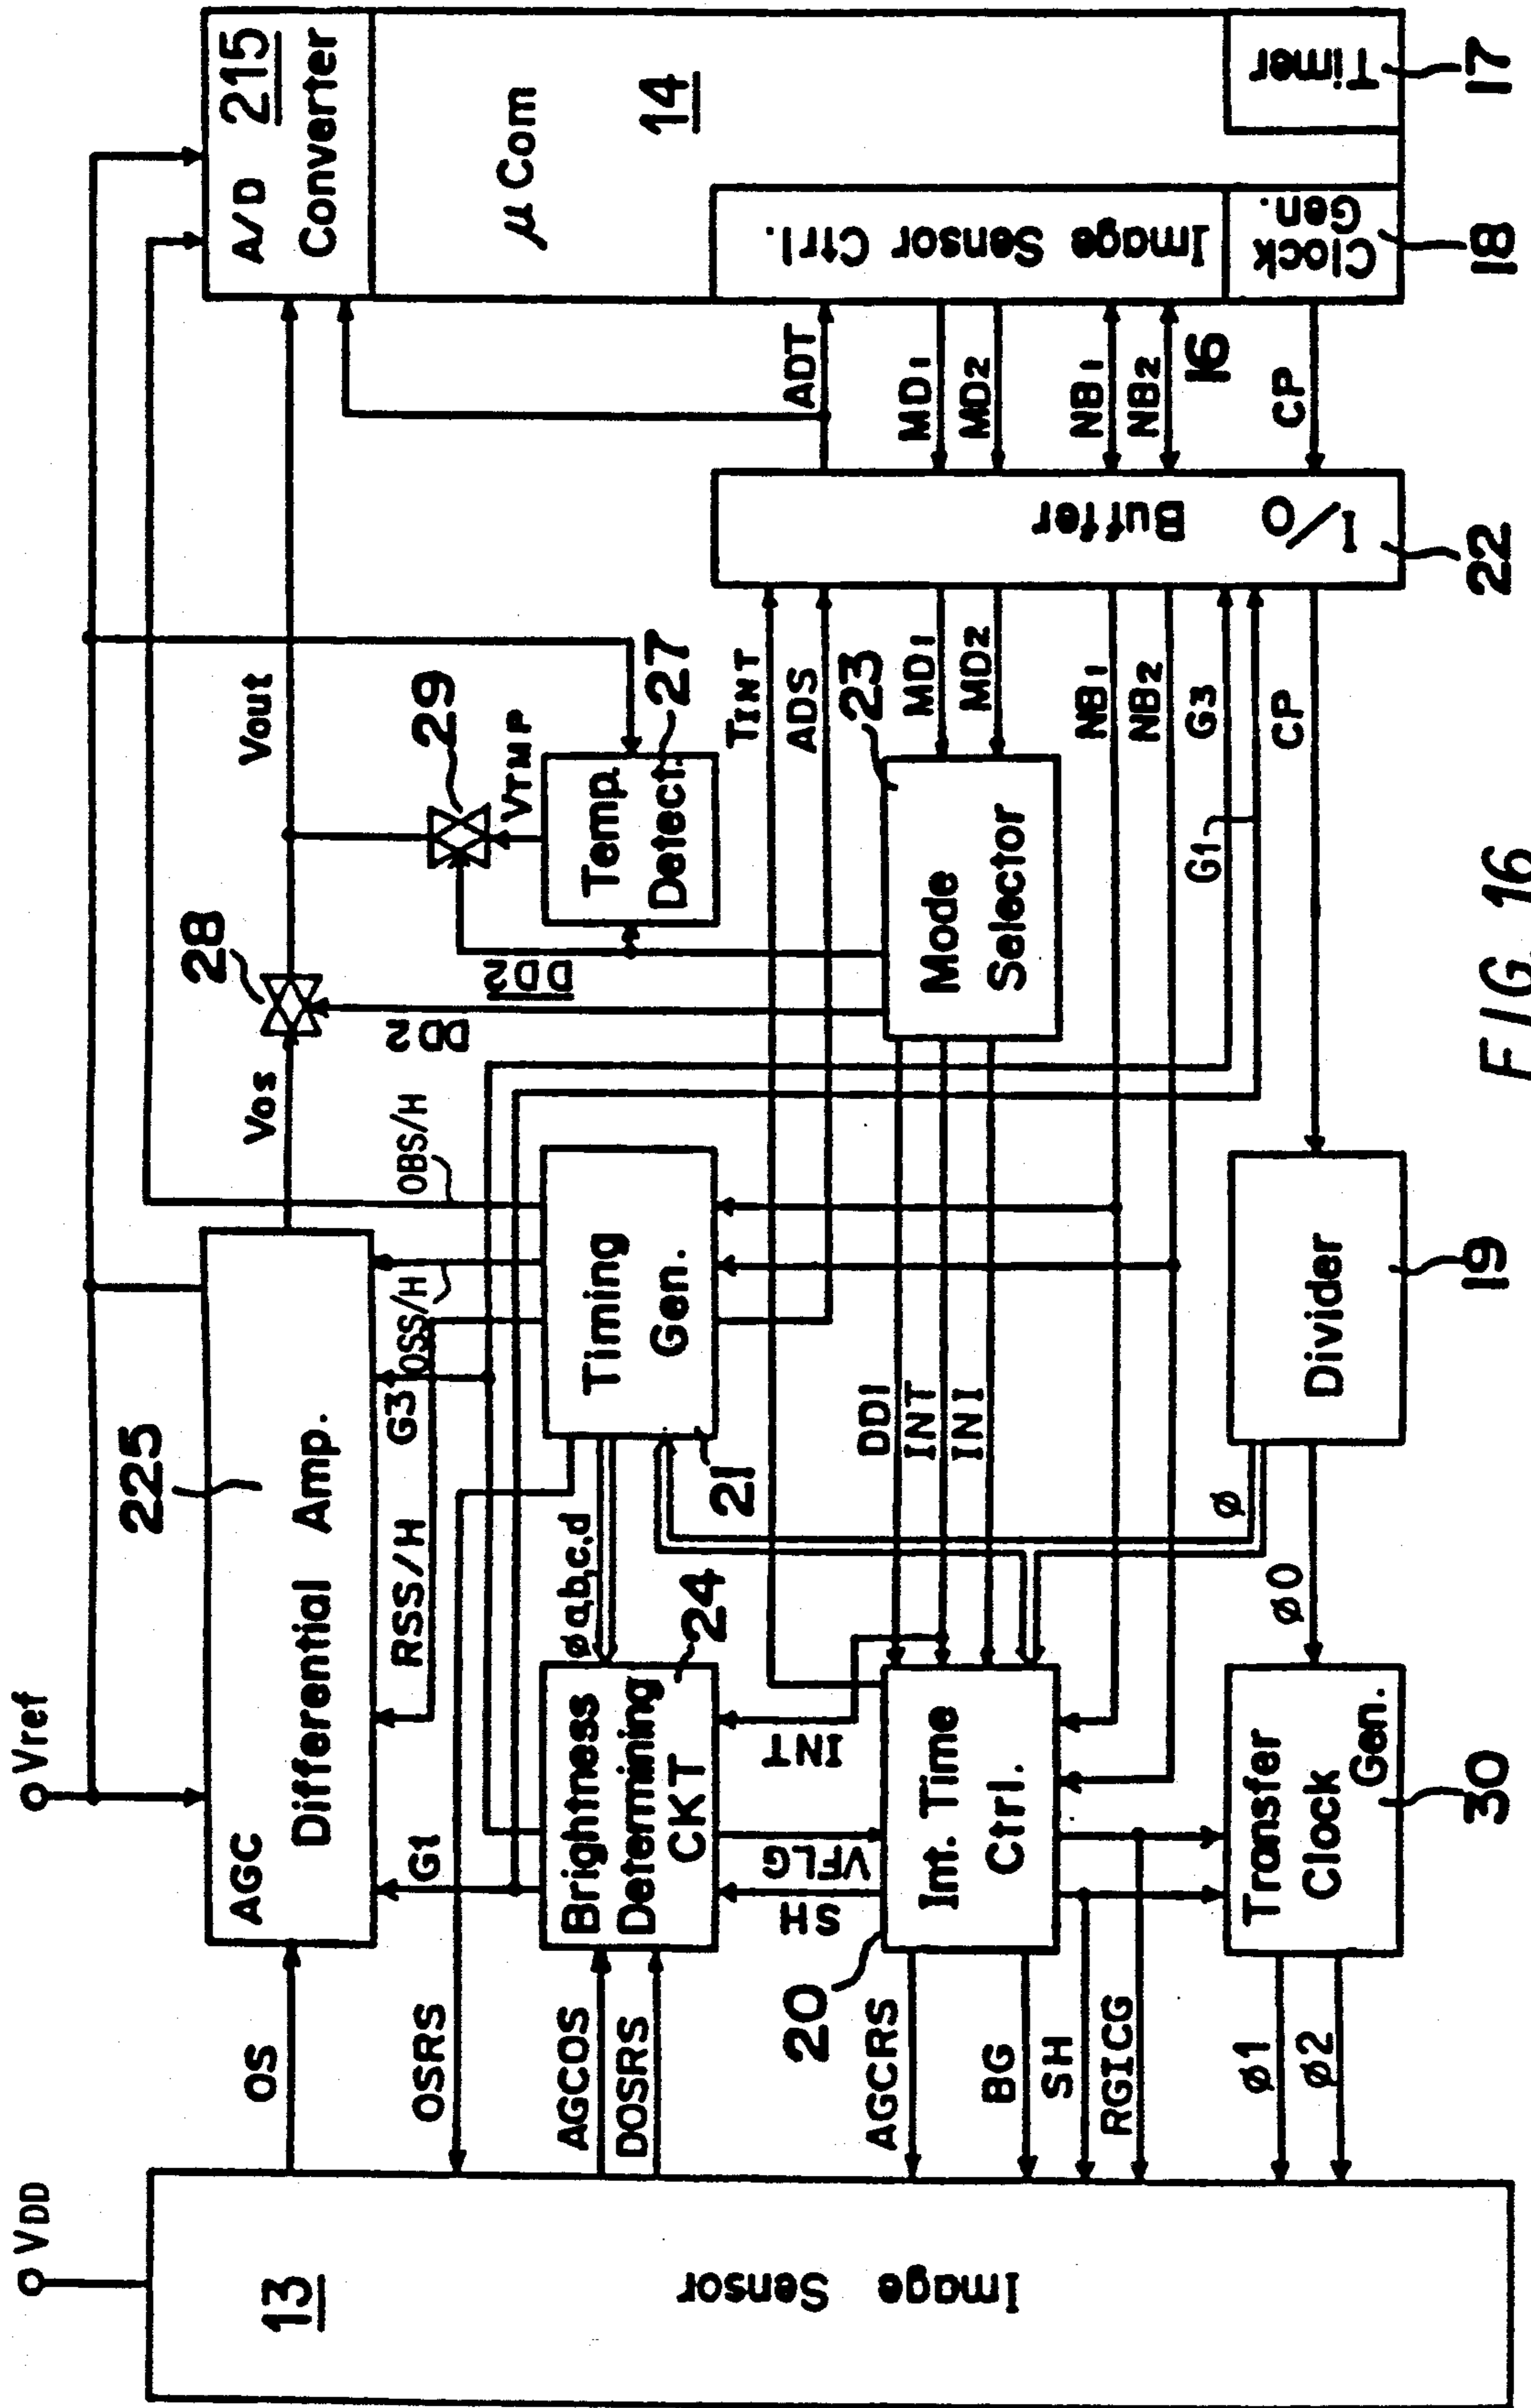 VDD
13
Image Sensor
Vref
AGC
Differential Amp.
225
OS
Vos
28
Vout
A/D 215
Converter
μCom
14
Image Sensor Ctrl.
16
Clock Gen.
18
Timer
17
OSRS
G1
RSS/H
G3
OSS/H
OBS/H
DD2
DD2
29
VTMP
Temp.
Detect.
27
AGCOS
DOSRS
Brightness
Determining
CKT
24
øa,b,c,d
Timing
Gen.
21
TINT
ADS
ADT
SH
VFLG
INT
AGCRS
BG
SH
RGICG
20
Int. Time
Ctrl.
DD1
INT
INI
Mode
Selector
23
MD1
MD2
NB1
NB2
G3
G1
CP
I/O Buffer
22
MD1
MD2
NB1
NB2
CP
ø1
ø2
Transfer
Clock Gen.
30
ø0
ø
Divider
19
FIG. 16